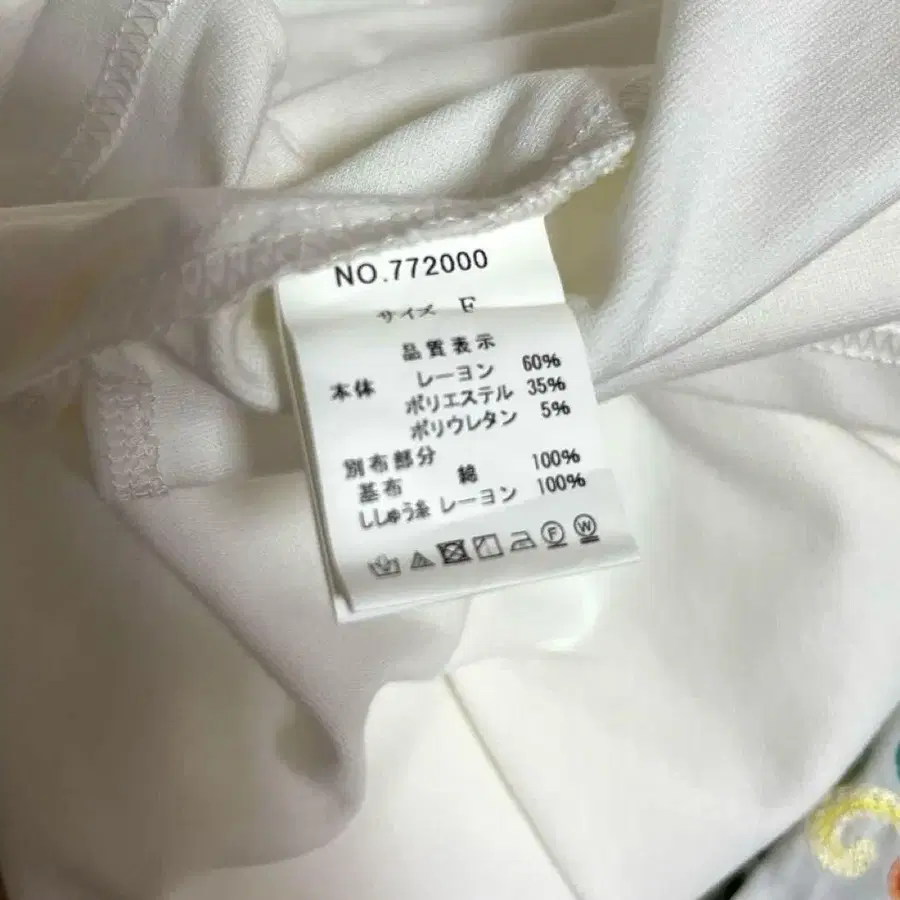 NO.772000
サイズ F
品質表示
本体 レーヨン 60%
ポリエステル 35%
ポリウレタン 5%
別布部分
基布 綿 100%
ししゅう糸 レーヨン 100%
F W